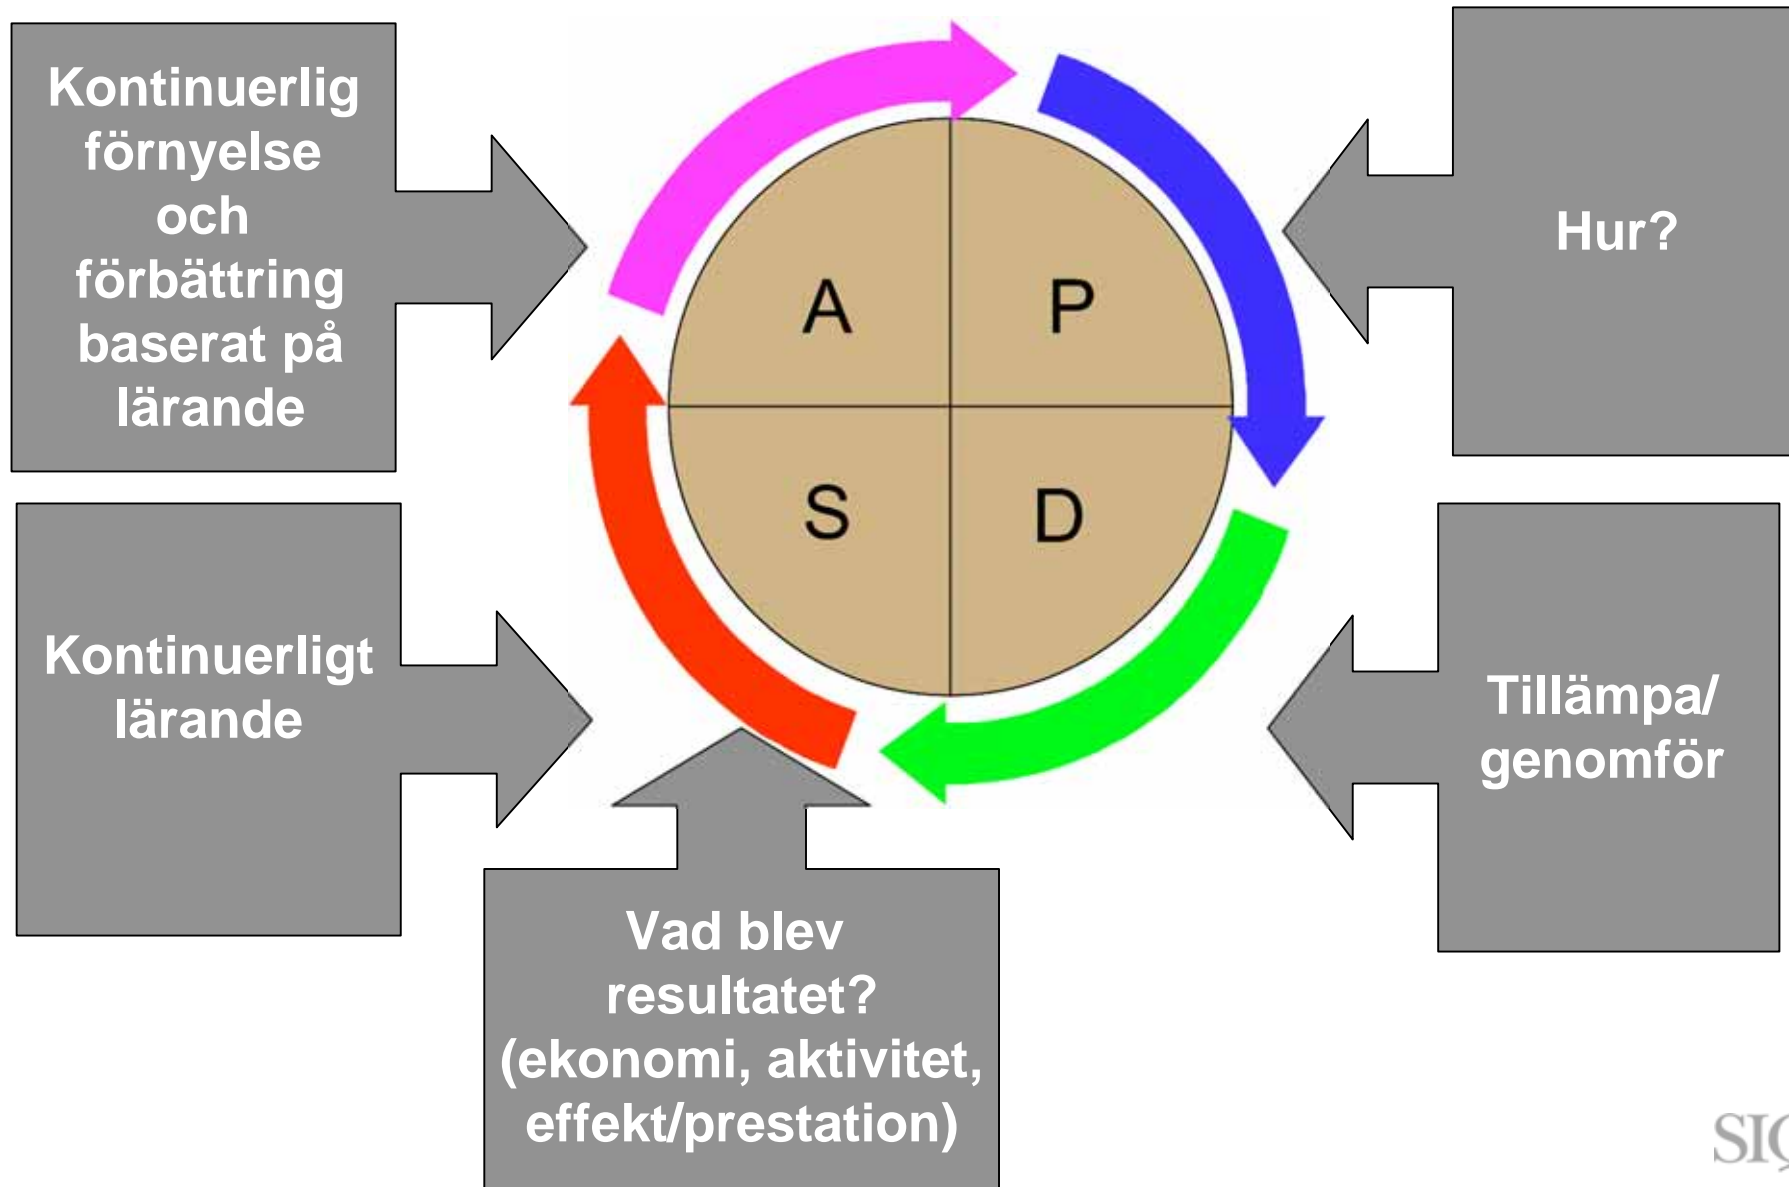 Kontinuerlig
förnyelse
och
förbättring
baserat på
lärande
A
P
Hur?
S
D
Kontinuerligt
lärande
Tillämpa/
genomför
Vad blev
resultatet?
(ekonomi, aktivitet,
effekt/prestation)